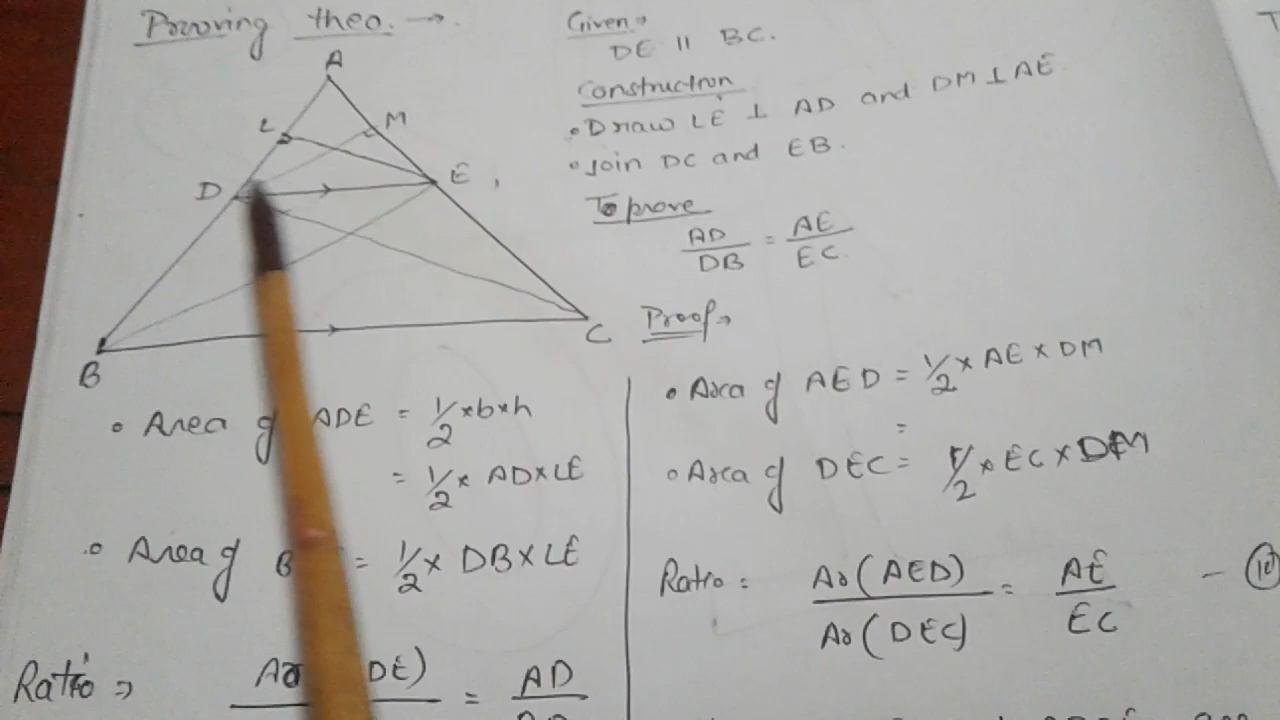 Prooving theo. →
Given →
DE || BC.
Construction
• Draw LE ⊥ AD and DM ⊥ AE
• Join DC and EB.
To prove
AD/DB = AE/EC
A
L
M
D
E
B
C
Proof →
• Area of ADE = 1/2 × b × h
= 1/2 × AD × LE
• Area of B = 1/2 × DB × LE
Ratio ⇒ DE) = AD
• Area of AED = 1/2 × AE × DM
=
• Area of DEC = 1/2 × EC × DM
Ratio = Ar(AED)/Ar(DEC) = AE/EC